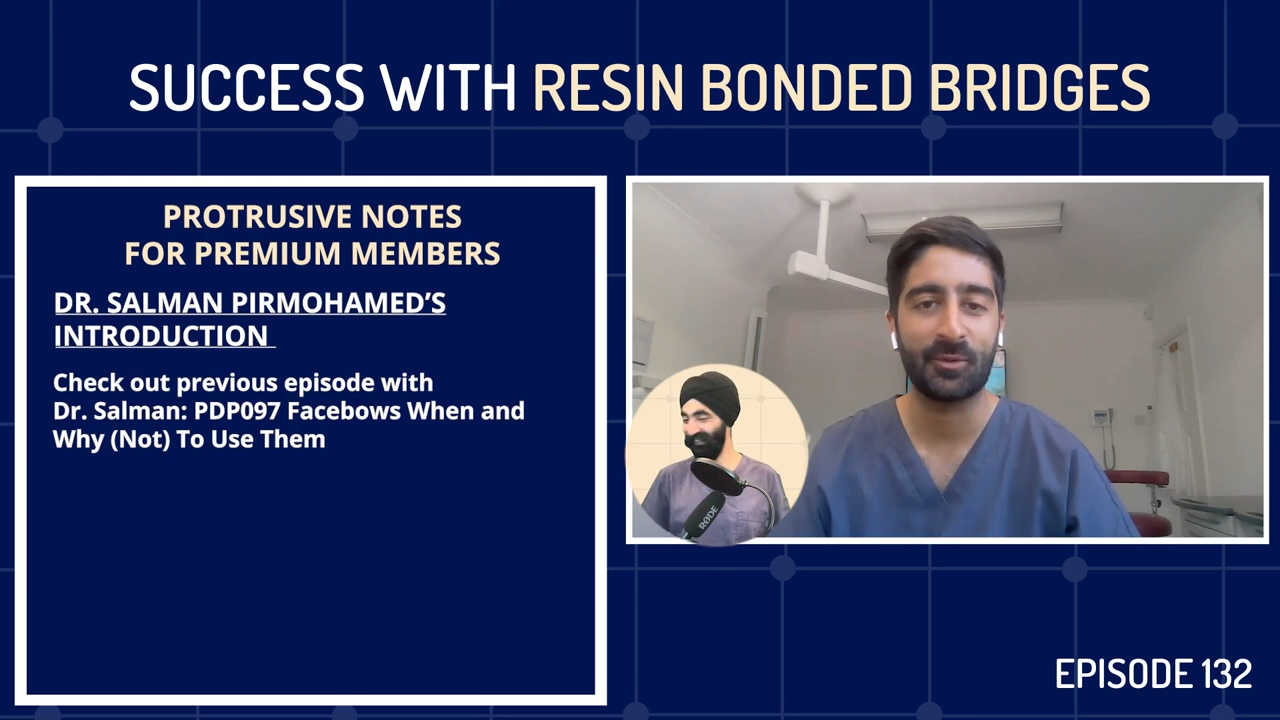 SUCCESS WITH RESIN BONDED BRIDGES
PROTRUSIVE NOTES
FOR PREMIUM MEMBERS
DR. SALMAN PIRMOHAMED’S
INTRODUCTION
Check out previous episode with
Dr. Salman: PDP097 Facebows When and
Why (Not) To Use Them
RØDE
EPISODE 132